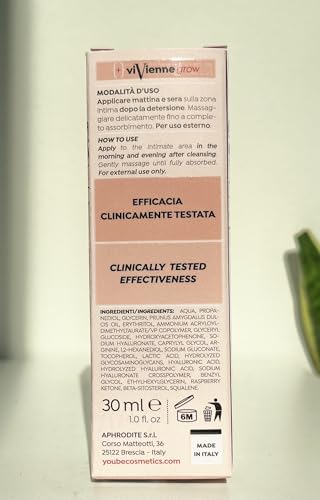 + viVienne grow
MODALITÀ D'USO
Applicare mattina e sera sulla zona
intima dopo la detersione. Massag-
giare delicatamente fino a comple-
to assorbimento. Per uso esterno.
HOW TO USE
Apply to the intimate area in the
morning and evening after cleansing
Gently massage until fully absorbed.
For external use only.
EFFICACIA
CLINICAMENTE TESTATA
CLINICALLY TESTED
EFFECTIVENESS
INGREDIENTI/INGREDIENTS: AQUA, PROPA-
NEDIOL, GLYCERIN, PRUNUS AMYGDALUS DUL-
CIS OIL, ERYTHRITOL, AMMONIUM ACRYLOYL-
DIMETHYLTAURATE/VP COPOLYMER, GLYCERYL
GLUCOSIDE, HYDROXYACETOPHENONE, SO-
DIUM HYALURONATE, CAPRYLYL GLYCOL, AR-
GININE, 1,2-HEXANEDIOL, SODIUM GLUCONATE,
TOCOPHEROL, LACTIC ACID, HYDROLYZED
GLYCOSAMINOGLYCANS, HYALURONIC ACID,
HYDROLYZED HYALURONIC ACID, SODIUM
HYALURONATE CROSSPOLYMER, BENZYL
GLYCOL, ETHYLHEXYLGLYCERIN, RASPBERRY
KETONE, BETA-SITOSTEROL, SQUALENE.
30 ml e
1.0 fl. oz
6M
APHRODITE S.r.l.
Corso Matteotti, 36
25122 Brescia - Italy
youbecosmetics.com
MADE
IN ITALY